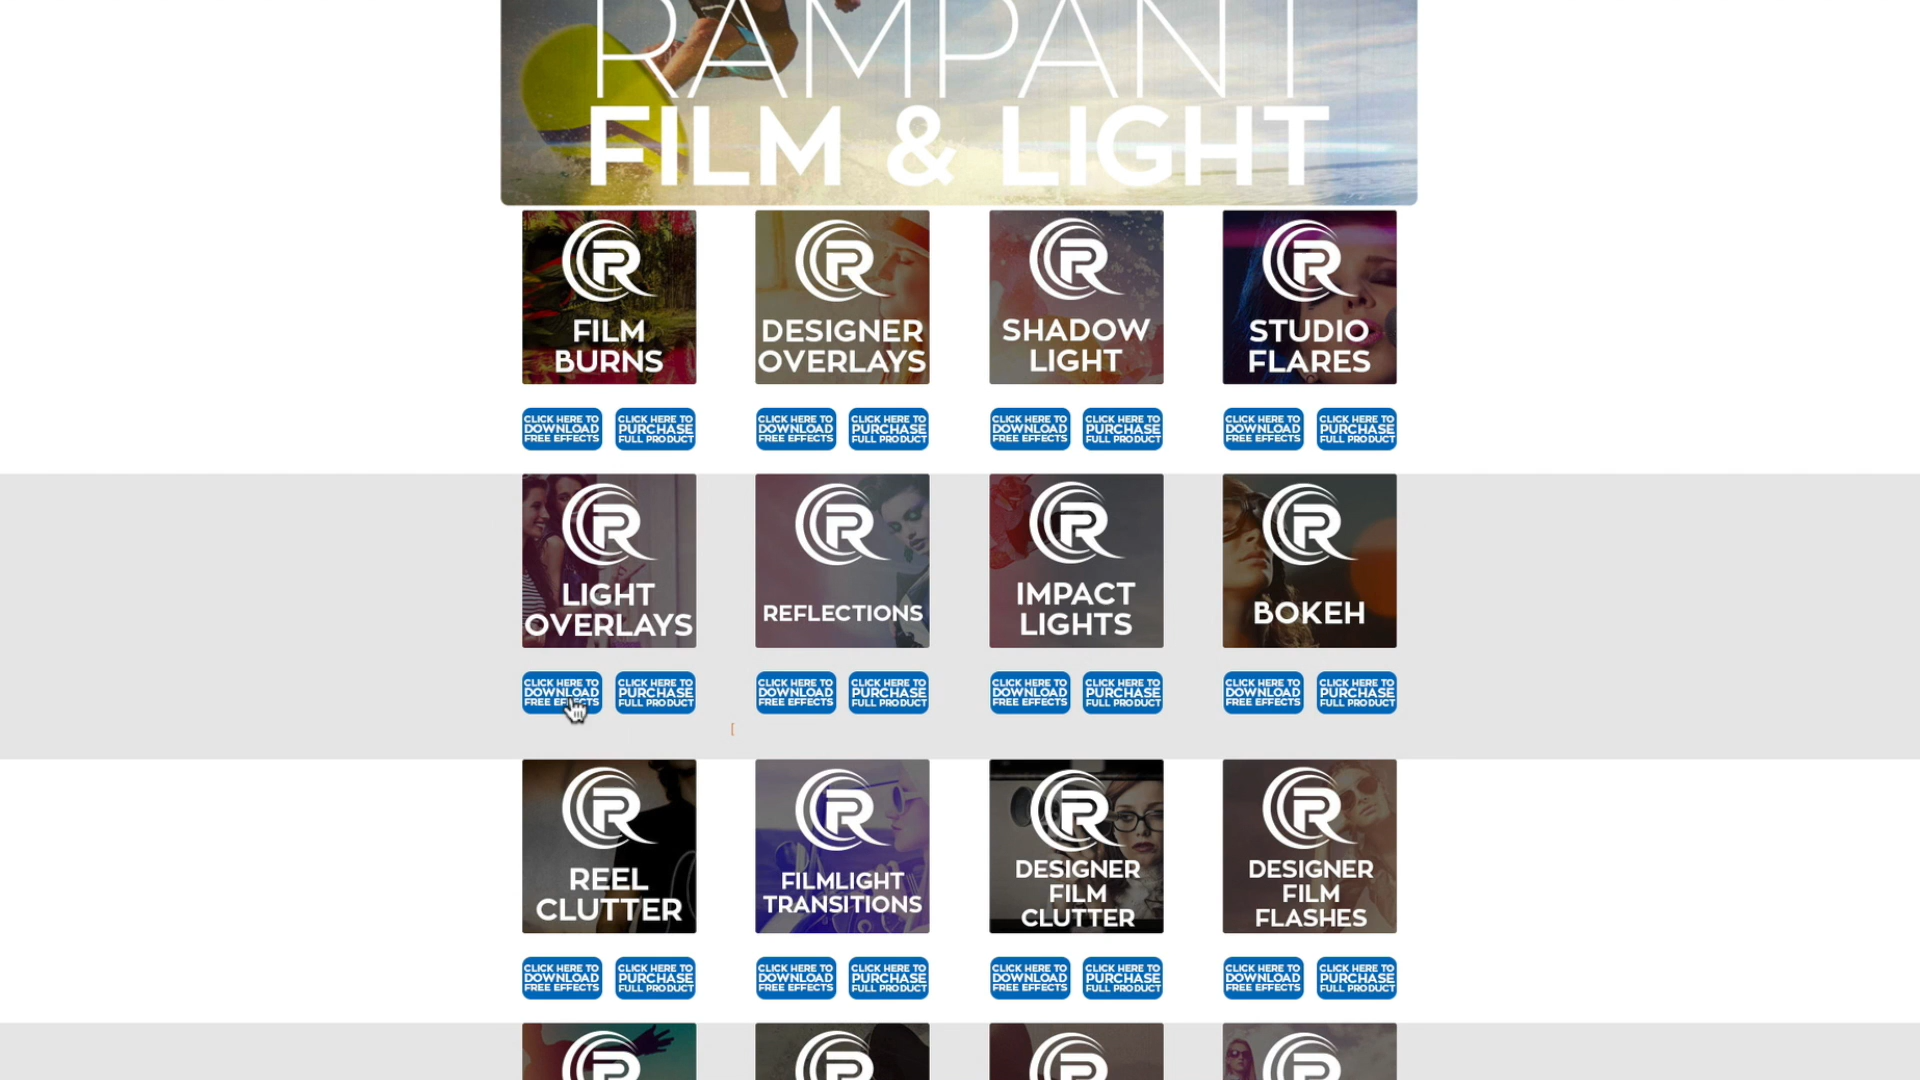 RAMPANT
FILM & LIGHT
FILM
BURNS
DESIGNER
OVERLAYS
SHADOW
LIGHT
STUDIO
FLARES
CLICK HERE TO
DOWNLOAD
FREE EFFECTS
CLICK HERE TO
PURCHASE
FULL PRODUCT
CLICK HERE TO
DOWNLOAD
FREE EFFECTS
CLICK HERE TO
PURCHASE
FULL PRODUCT
CLICK HERE TO
DOWNLOAD
FREE EFFECTS
CLICK HERE TO
PURCHASE
FULL PRODUCT
CLICK HERE TO
DOWNLOAD
FREE EFFECTS
CLICK HERE TO
PURCHASE
FULL PRODUCT
LIGHT
OVERLAYS
REFLECTIONS
IMPACT
LIGHTS
BOKEH
CLICK HERE TO
DOWNLOAD
FREE EFFECTS
CLICK HERE TO
PURCHASE
FULL PRODUCT
CLICK HERE TO
DOWNLOAD
FREE EFFECTS
CLICK HERE TO
PURCHASE
FULL PRODUCT
CLICK HERE TO
DOWNLOAD
FREE EFFECTS
CLICK HERE TO
PURCHASE
FULL PRODUCT
CLICK HERE TO
DOWNLOAD
FREE EFFECTS
CLICK HERE TO
PURCHASE
FULL PRODUCT
[
REEL
CLUTTER
FILMLIGHT
TRANSITIONS
DESIGNER
FILM
CLUTTER
DESIGNER
FILM
FLASHES
CLICK HERE TO
DOWNLOAD
FREE EFFECTS
CLICK HERE TO
PURCHASE
FULL PRODUCT
CLICK HERE TO
DOWNLOAD
FREE EFFECTS
CLICK HERE TO
PURCHASE
FULL PRODUCT
CLICK HERE TO
DOWNLOAD
FREE EFFECTS
CLICK HERE TO
PURCHASE
FULL PRODUCT
CLICK HERE TO
DOWNLOAD
FREE EFFECTS
CLICK HERE TO
PURCHASE
FULL PRODUCT